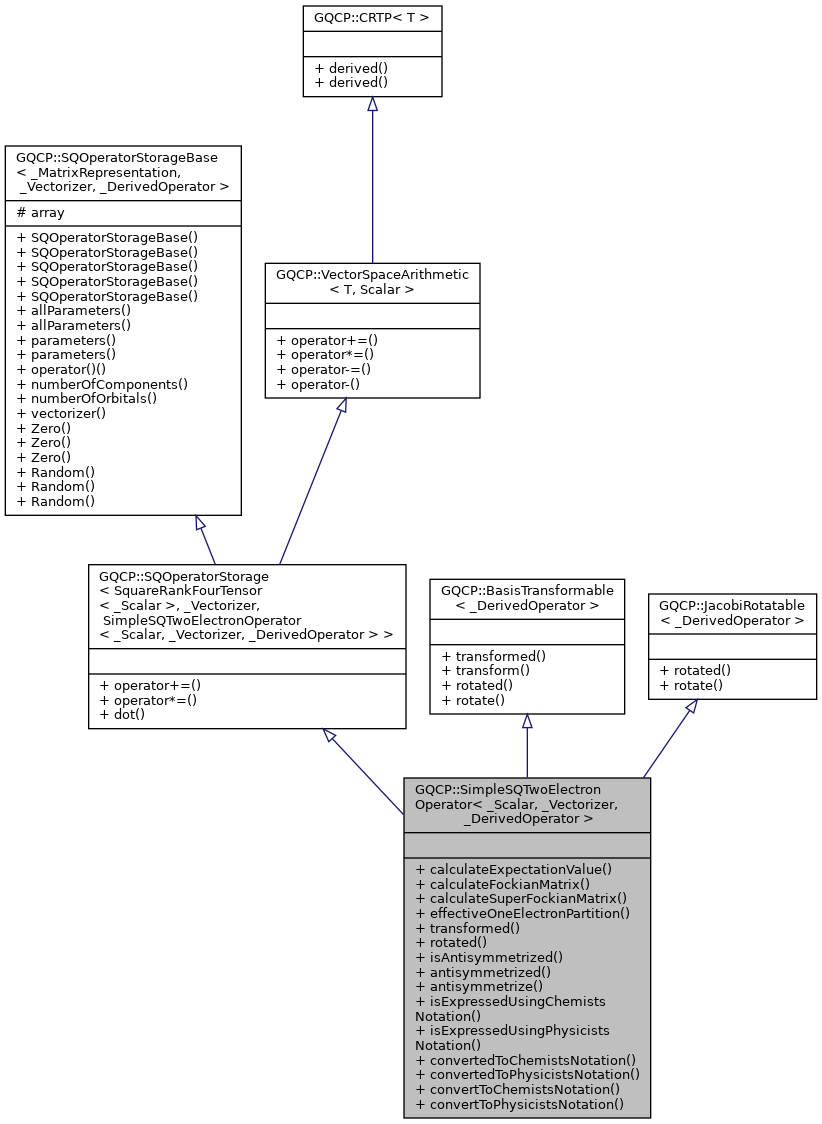 GQCP::CRTP< T >
+ derived()
+ derived()
GQCP::SQOperatorStorageBase
< _MatrixRepresentation,
_Vectorizer, _DerivedOperator >
# array
+ SQOperatorStorageBase()
+ SQOperatorStorageBase()
+ SQOperatorStorageBase()
+ SQOperatorStorageBase()
+ SQOperatorStorageBase()
+ allParameters()
+ allParameters()
+ parameters()
+ parameters()
+ operator()()
+ numberOfComponents()
+ numberOfOrbitals()
+ vectorizer()
+ Zero()
+ Zero()
+ Zero()
+ Random()
+ Random()
+ Random()
GQCP::VectorSpaceArithmetic
< T, Scalar >
+ operator+=()
+ operator*=()
+ operator-=()
+ operator-()
GQCP::SQOperatorStorage
< SquareRankFourTensor
< _Scalar >, _Vectorizer,
SimpleSQTwoElectronOperator
< _Scalar, _Vectorizer, _DerivedOperator > >
+ operator+=()
+ operator*=()
+ dot()
GQCP::BasisTransformable
< _DerivedOperator >
+ transformed()
+ transform()
+ rotated()
+ rotate()
GQCP::JacobiRotatable
< _DerivedOperator >
+ rotated()
+ rotate()
GQCP::SimpleSQTwoElectron
Operator< _Scalar, _Vectorizer,
_DerivedOperator >
+ calculateExpectationValue()
+ calculateFockianMatrix()
+ calculateSuperFockianMatrix()
+ effectiveOneElectronPartition()
+ transformed()
+ rotated()
+ isAntisymmetrized()
+ antisymmetrized()
+ antisymmetrize()
+ isExpressedUsingChemists
Notation()
+ isExpressedUsingPhysicists
Notation()
+ convertedToChemistsNotation()
+ convertedToPhysicistsNotation()
+ convertToChemistsNotation()
+ convertToPhysicistsNotation()